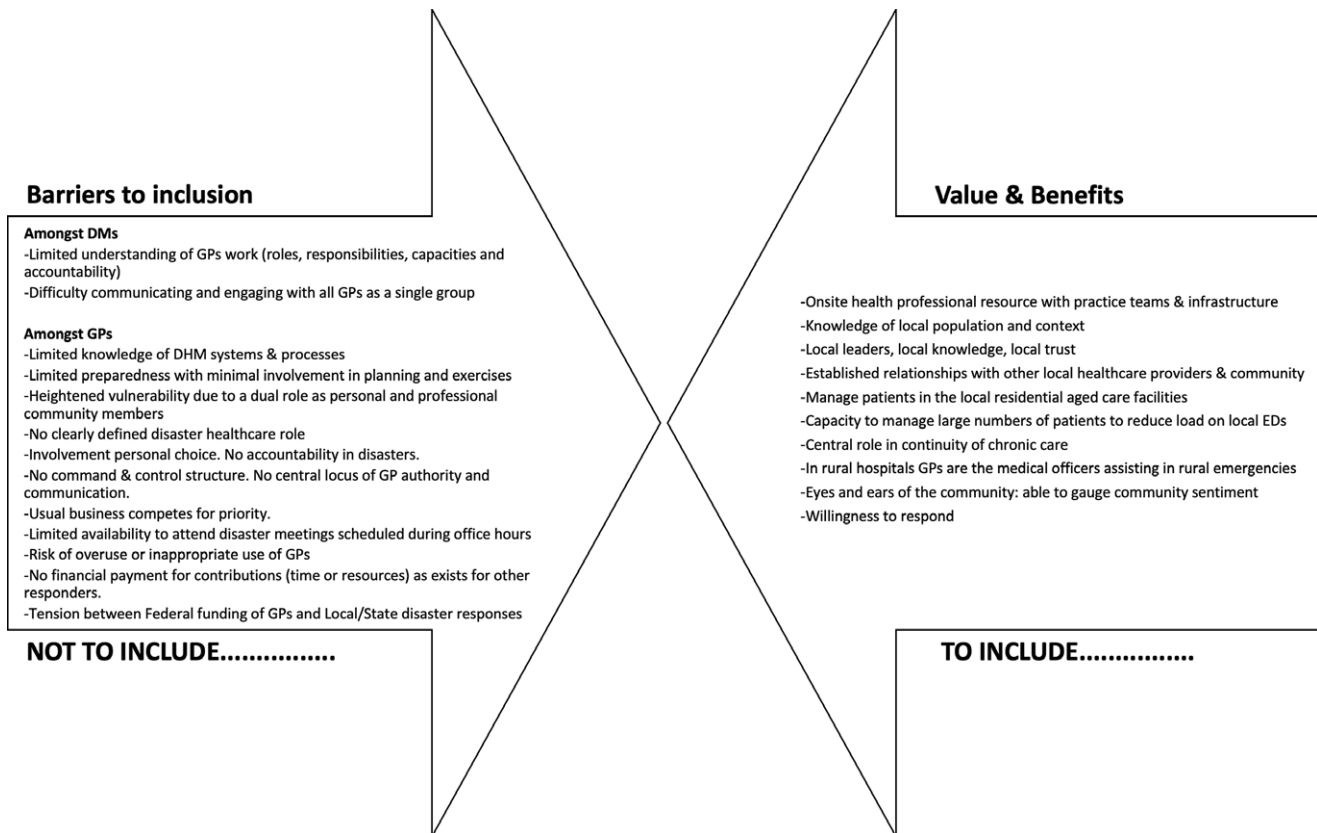 Barriers to inclusion
Amongst DMs
-Limited understanding of GPs work (roles, responsibilities, capacities and
accountability)
-Difficulty communicating and engaging with all GPs as a single group
Amongst GPs
-Limited knowledge of DHM systems & processes
-Limited preparedness with minimal involvement in planning and exercises
-Heightened vulnerability due to a dual role as personal and professional
community members
-No clearly defined disaster healthcare role
-Involvement personal choice. No accountability in disasters.
-No command & control structure. No central locus of GP authority and
communication.
-Usual business competes for priority.
-Limited availability to attend disaster meetings scheduled during office hours
-Risk of overuse or inappropriate use of GPs
-No financial payment for contributions (time or resources) as exists for other
responders.
-Tension between Federal funding of GPs and Local/State disaster responses
NOT TO INCLUDE................
Value & Benefits
-Onsite health professional resource with practice teams & infrastructure
-Knowledge of local population and context
-Local leaders, local knowledge, local trust
-Established relationships with other local healthcare providers & community
-Manage patients in the local residential aged care facilities
-Capacity to manage large numbers of patients to reduce load on local EDs
-Central role in continuity of chronic care
-In rural hospitals GPs are the medical officers assisting in rural emergencies
-Eyes and ears of the community: able to gauge community sentiment
-Willingness to respond
TO INCLUDE................